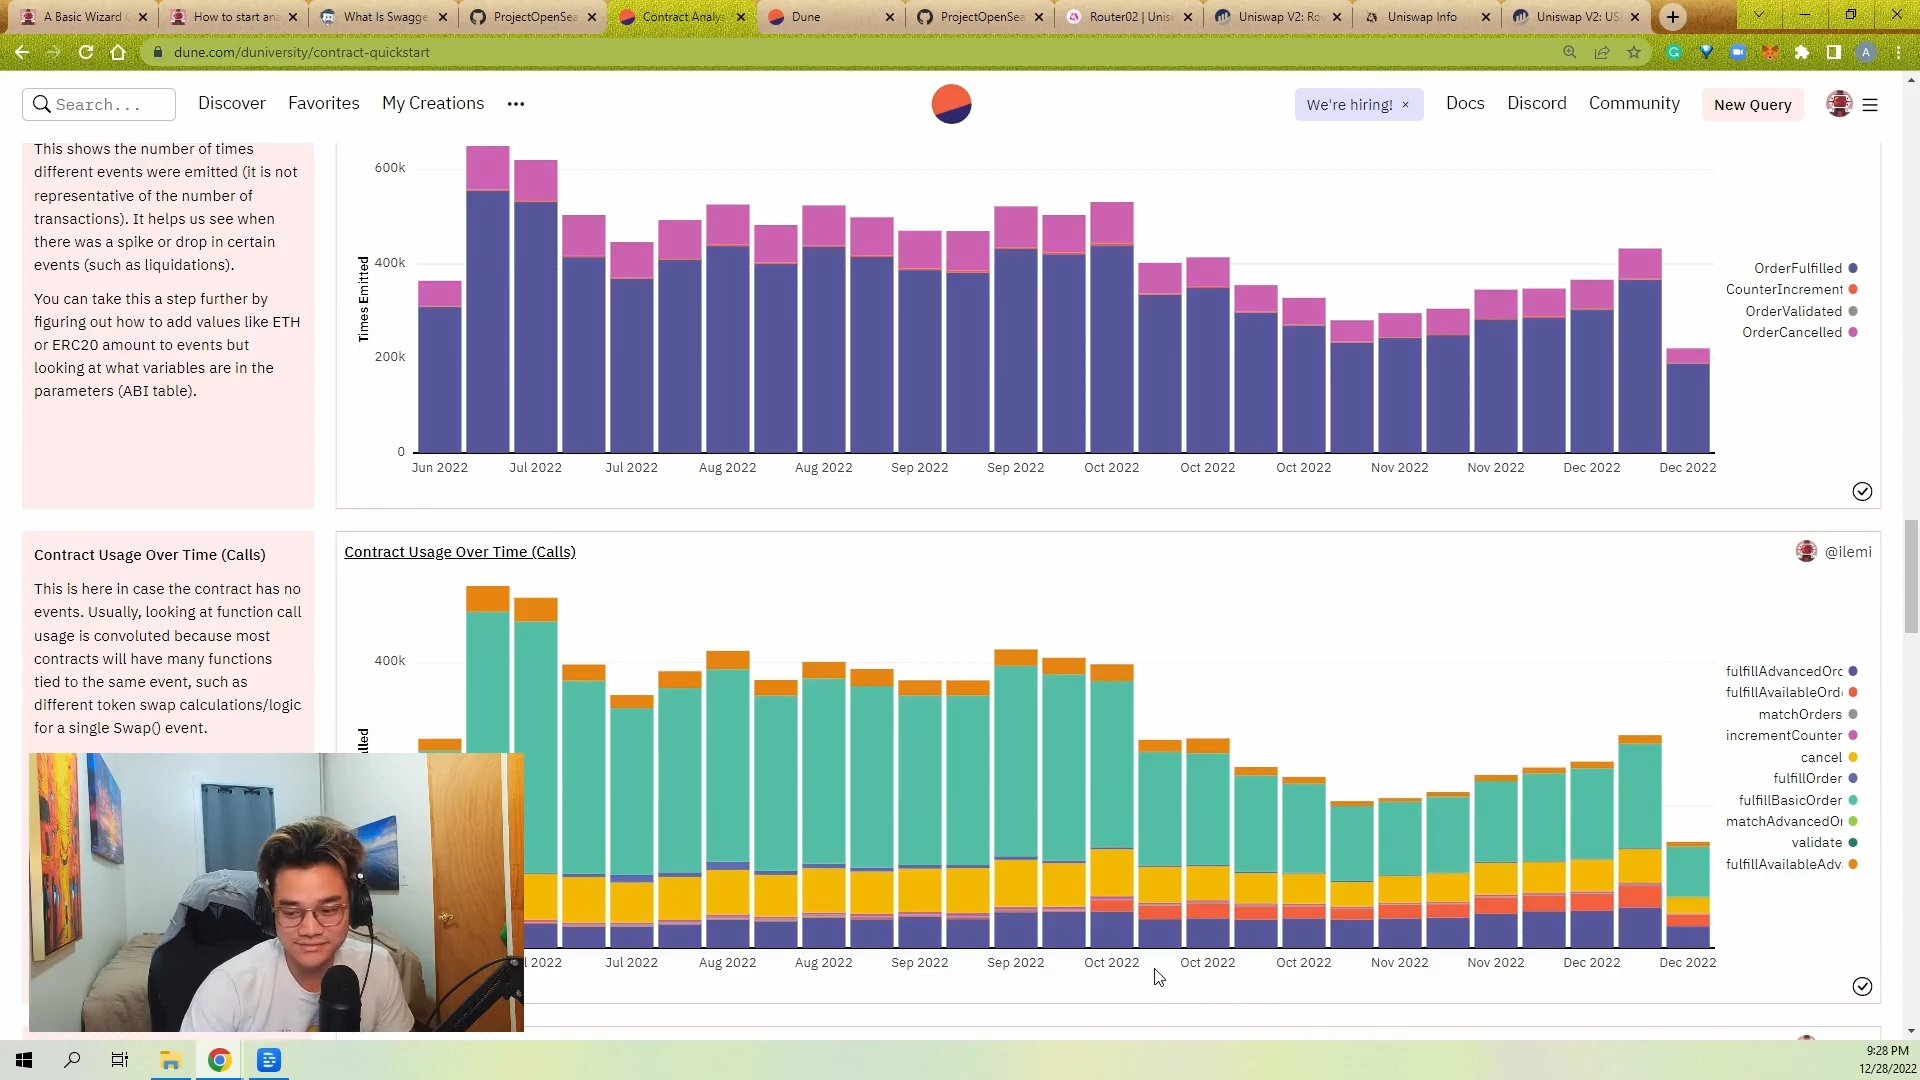 A Basic Wizard
How to start an
What Is Swagge
ProjectOpenSea
Contract Analys
Dune
ProjectOpenSea
Router02 | Unis
Uniswap V2: Ro
Uniswap Info
Uniswap V2: US
dune.com/duniversity/contract-quickstart
Search...
Discover
Favorites
My Creations
We're hiring! ×
Docs
Discord
Community
New Query
This shows the number of times
different events were emitted (it is not
representative of the number of
transactions). It helps us see when
there was a spike or drop in certain
events (such as liquidations).
You can take this a step further by
figuring out how to add values like ETH
or ERC20 amount to events but
looking at what variables are in the
parameters (ABI table).
Times Emitted
600k
400k
200k
0
Jun 2022
Jul 2022
Jul 2022
Aug 2022
Aug 2022
Sep 2022
Sep 2022
Oct 2022
Oct 2022
Oct 2022
Nov 2022
Nov 2022
Dec 2022
Dec 2022
OrderFulfilled
CounterIncrement
OrderValidated
OrderCancelled
Contract Usage Over Time (Calls)
This is here in case the contract has no
events. Usually, looking at function call
usage is convoluted because most
contracts will have many functions
tied to the same event, such as
different token swap calculations/logic
for a single Swap() event.
Contract Usage Over Time (Calls)
@ilemi
400k
lled
l 2022
Jul 2022
Aug 2022
Aug 2022
Sep 2022
Sep 2022
Oct 2022
Oct 2022
Oct 2022
Nov 2022
Nov 2022
Dec 2022
Dec 2022
fulfillAdvancedOrc
fulfillAvailableOrd
matchOrders
incrementCounter
cancel
fulfillOrder
fulfillBasicOrder
matchAdvancedOr
validate
fulfillAvailableAdv
9:28 PM
12/28/2022